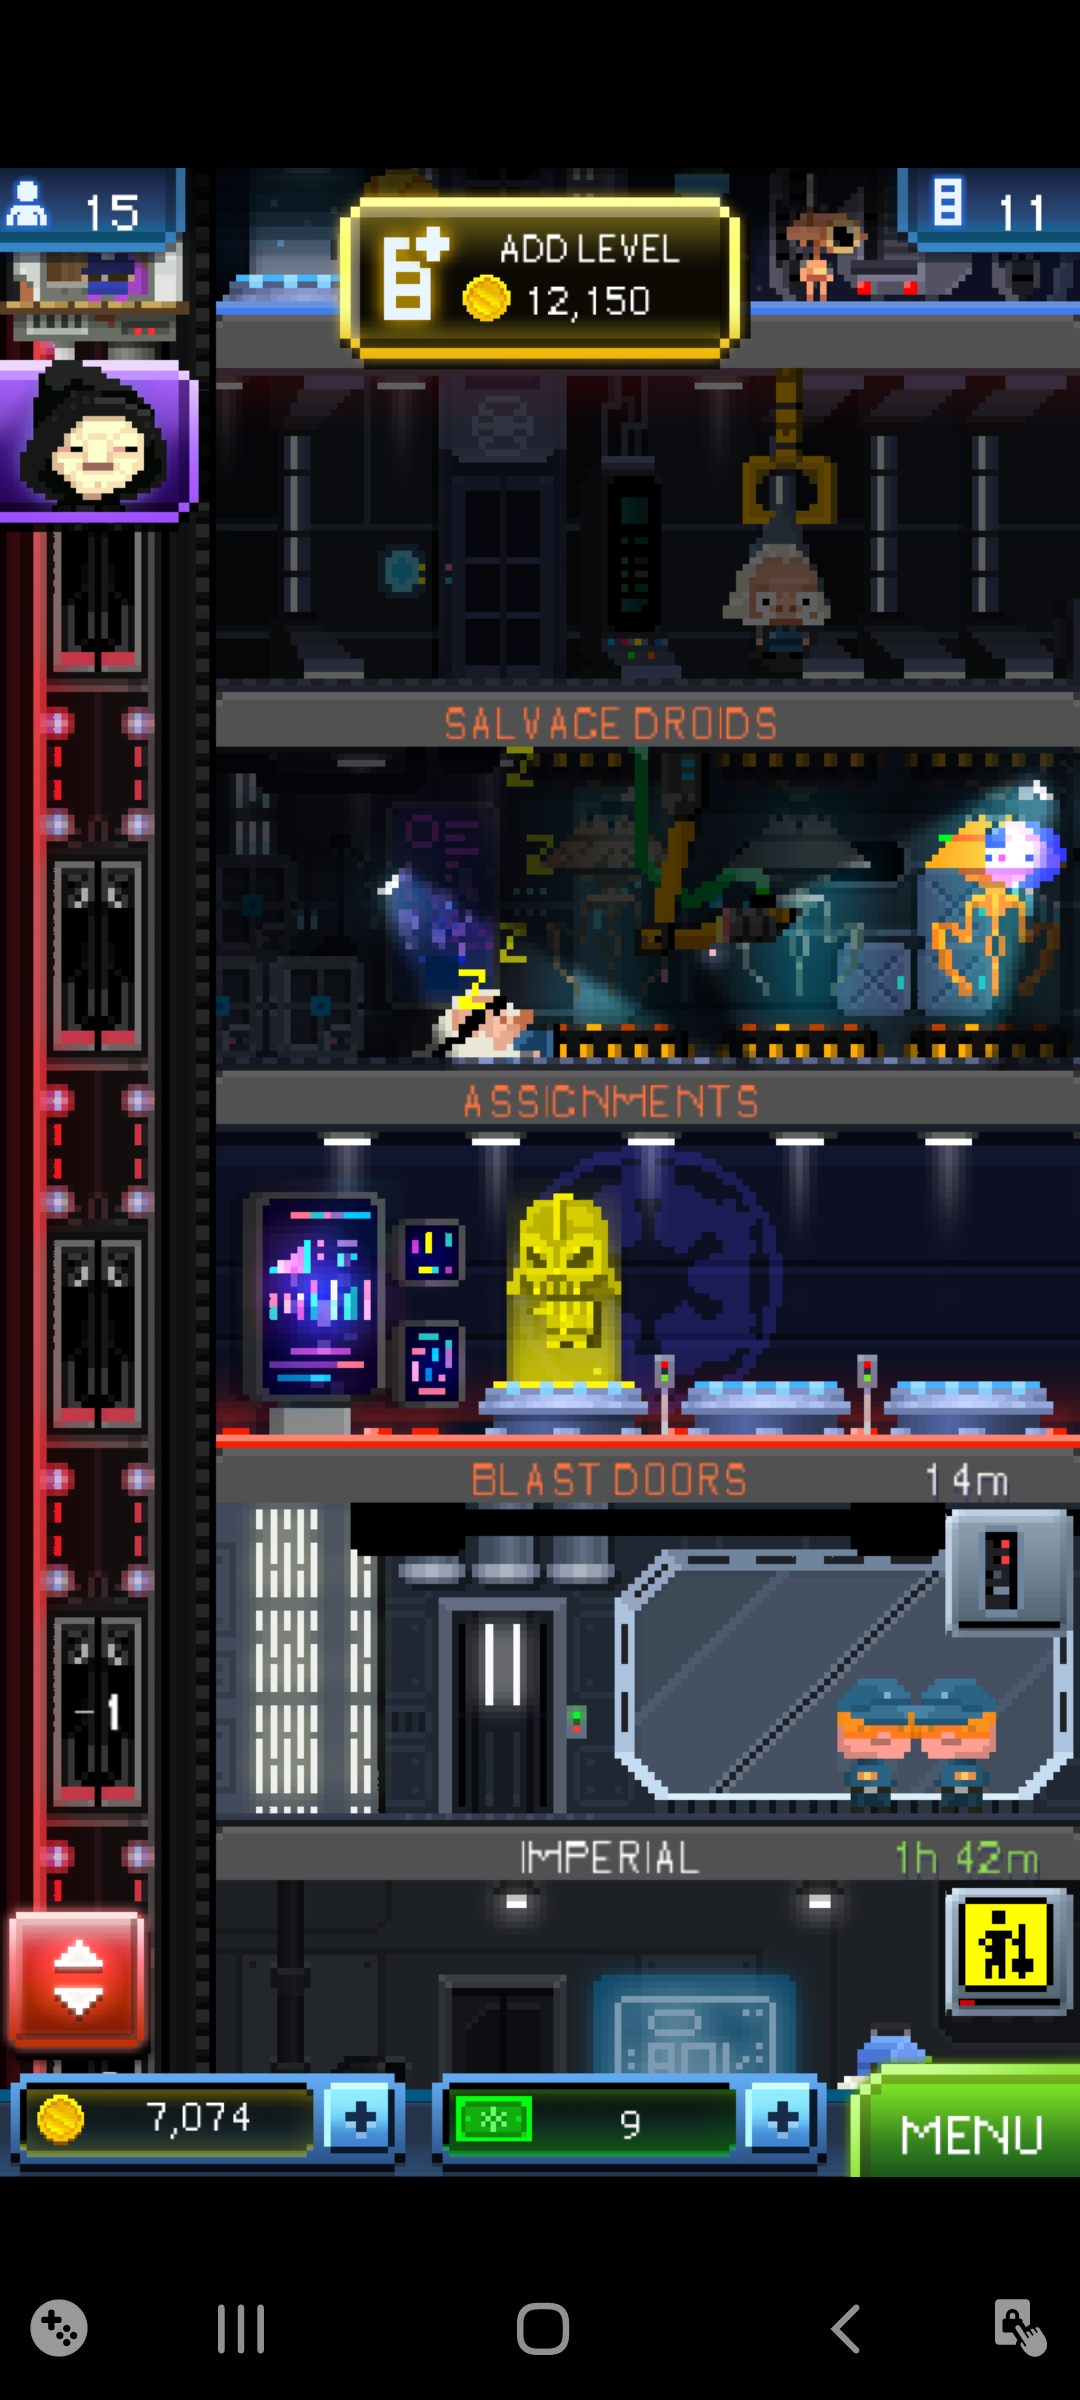 15
11
ADD LEVEL
12,150
SALVAGE DROIDS
Z
Z
Z
Z
ASSIGNMENTS
BLAST DOORS 14m
-1
IMPERIAL 1h 42m
7,074
9
MENU